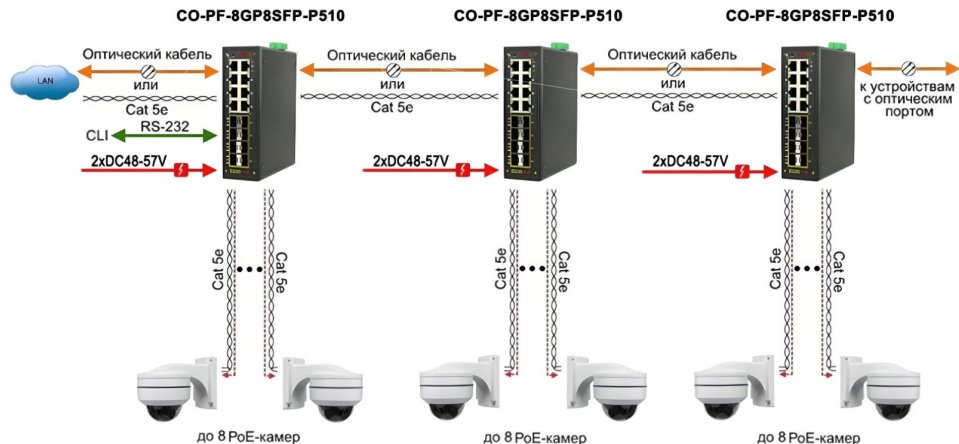 CO-PF-8GP8SFP-P510
CO-PF-8GP8SFP-P510
CO-PF-8GP8SFP-P510
LAN
Оптический кабель
или
Cat 5e
CLI
RS-232
2xDC48-57V
Оптический кабель
или
Cat 5e
2xDC48-57V
Оптический кабель
или
Cat 5e
2xDC48-57V
к устройствам
с оптическим
портом
Cat 5e
Cat 5e
Cat 5e
Cat 5e
Cat 5e
Cat 5e
до 8 PoE-камер
до 8 PoE-камер
до 8 PoE-камер